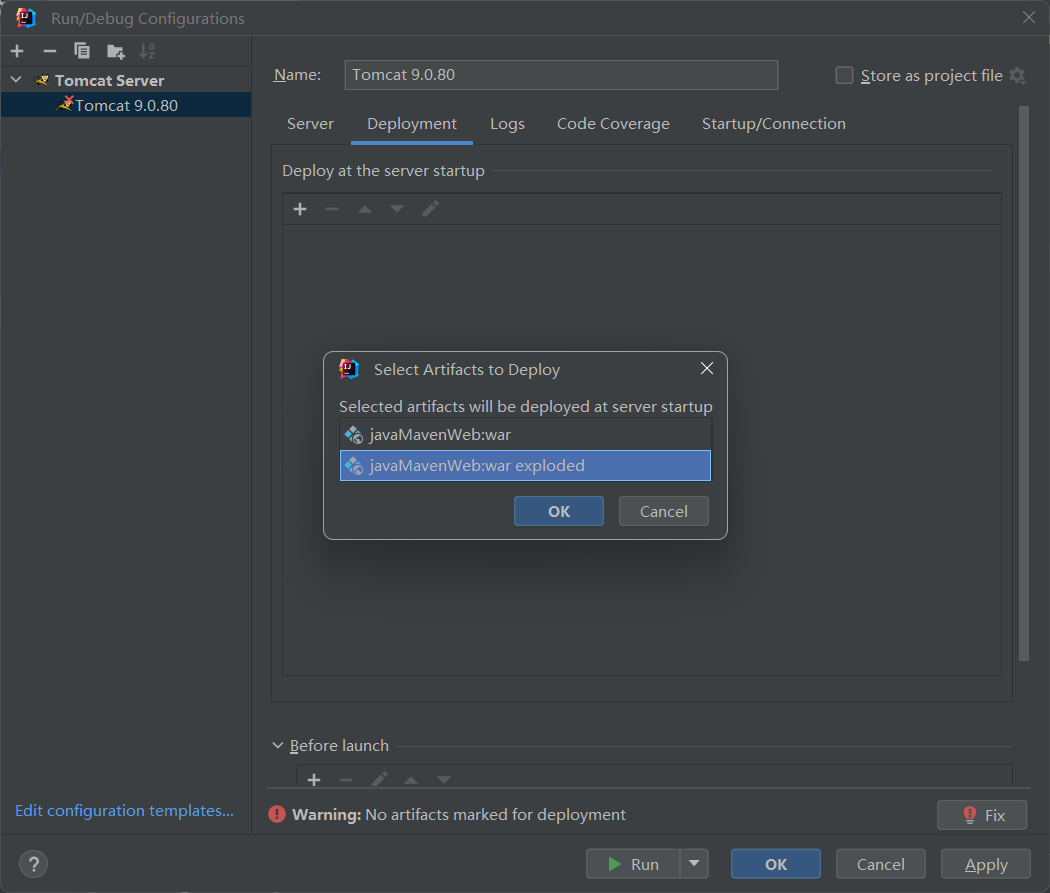 Run/Debug Configurations
Tomcat Server
Tomcat 9.0.80
Name:
Tomcat 9.0.80
Store as project file
Server
Deployment
Logs
Code Coverage
Startup/Connection
Deploy at the server startup
Select Artifacts to Deploy
Selected artifacts will be deployed at server startup
javaMavenWeb:war
javaMavenWeb:war exploded
OK
Cancel
Before launch
Edit configuration templates...
Warning: No artifacts marked for deployment
Fix
?
Run
OK
Cancel
Apply